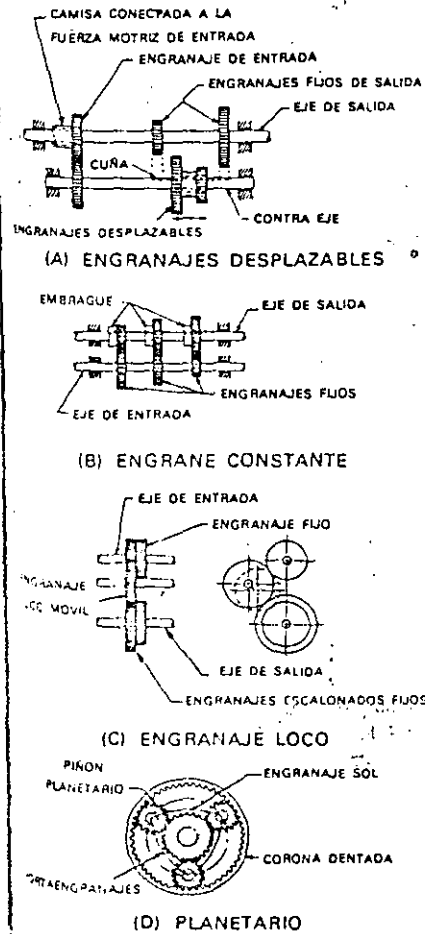 CAMISA CONECTADA A LA
FUERZA MOTRIZ DE ENTRADA
ENGRANAJE DE ENTRADA
ENGRANAJES FIJOS DE SALIDA
EJE DE SALIDA
CUÑA
CONTRA EJE
ENGRANAJES DESPLAZABLES
(A) ENGRANAJES DESPLAZABLES
EMBRAGUE
EJE DE SALIDA
ENGRANAJES FIJOS
EJE DE ENTRADA
(B) ENGRANE CONSTANTE
EJE DE ENTRADA
ENGRANAJE FIJO
ENGRANAJE
MOVIL
EJE DE SALIDA
ENGRANAJES ESCALONADOS FIJOS
(C) ENGRANAJE LOCO
PIÑON
PLANETARIO
ENGRANAJE SOL
CORONA DENTADA
(D) PLANETARIO